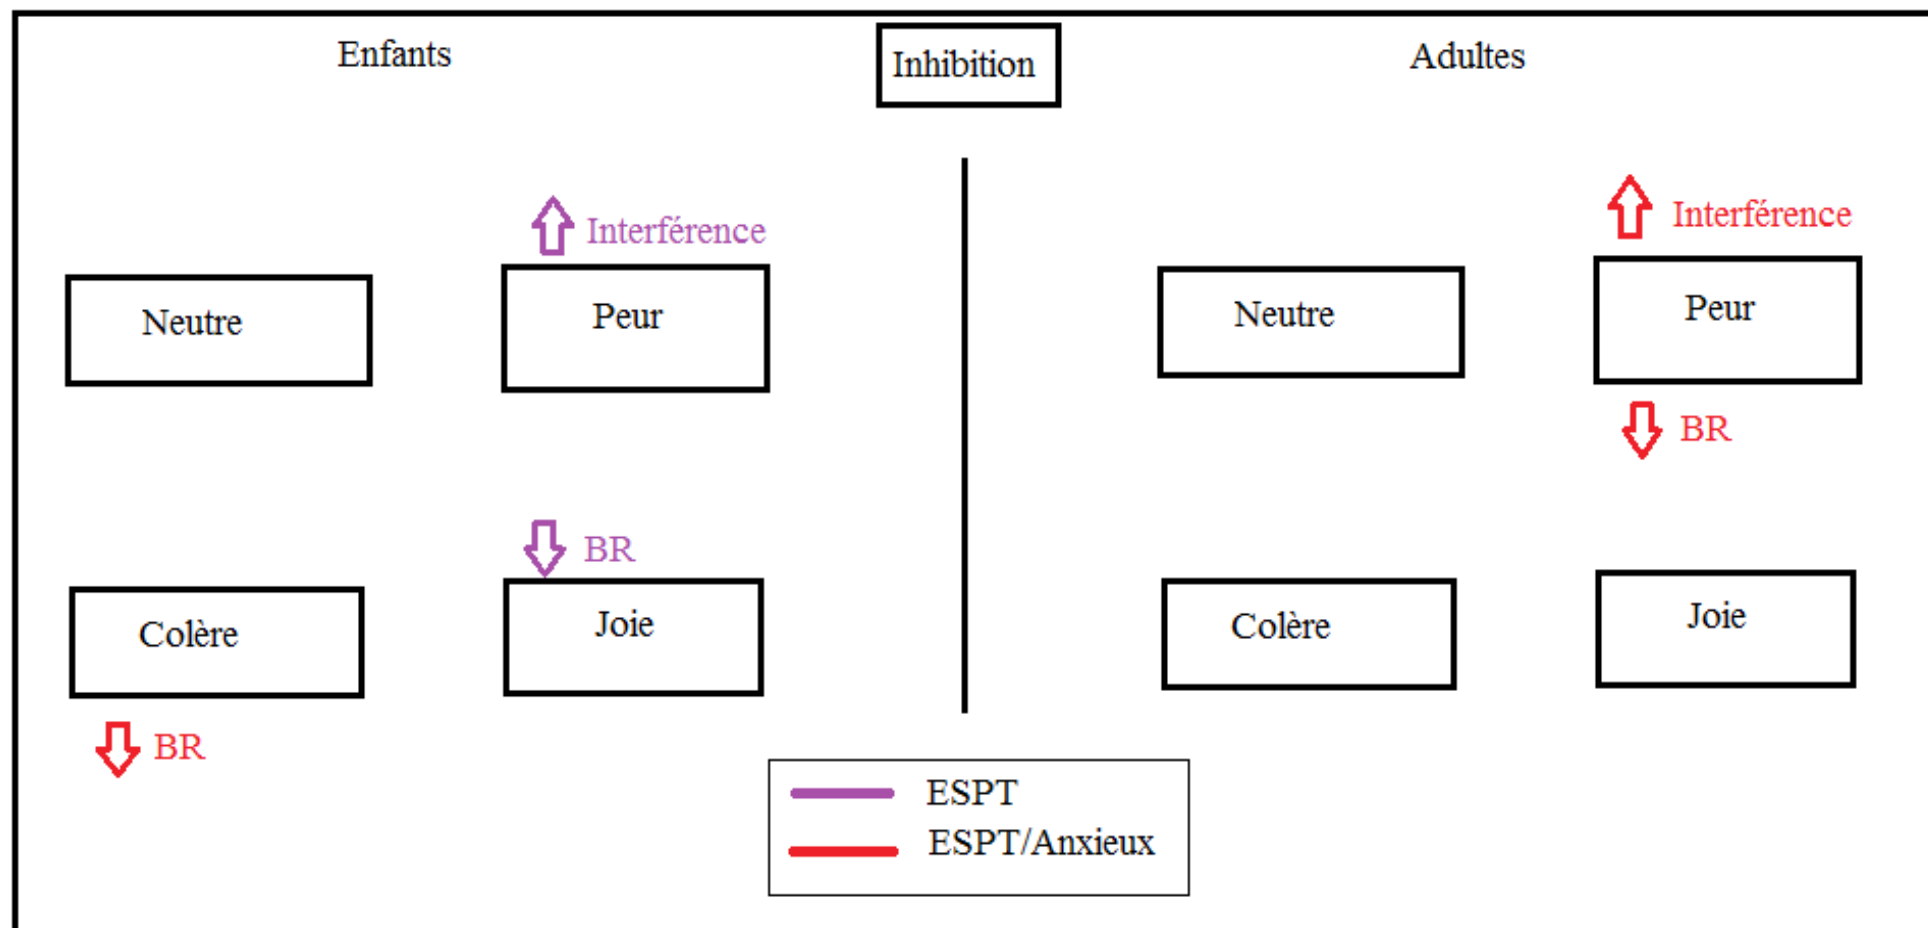 Enfants
Inhibition
Adultes
Interférence
Interférence
Neutre
Peur
Neutre
Peur
BR
BR
Colère
Joie
Colère
Joie
BR
ESPT
ESPT/Anxieux